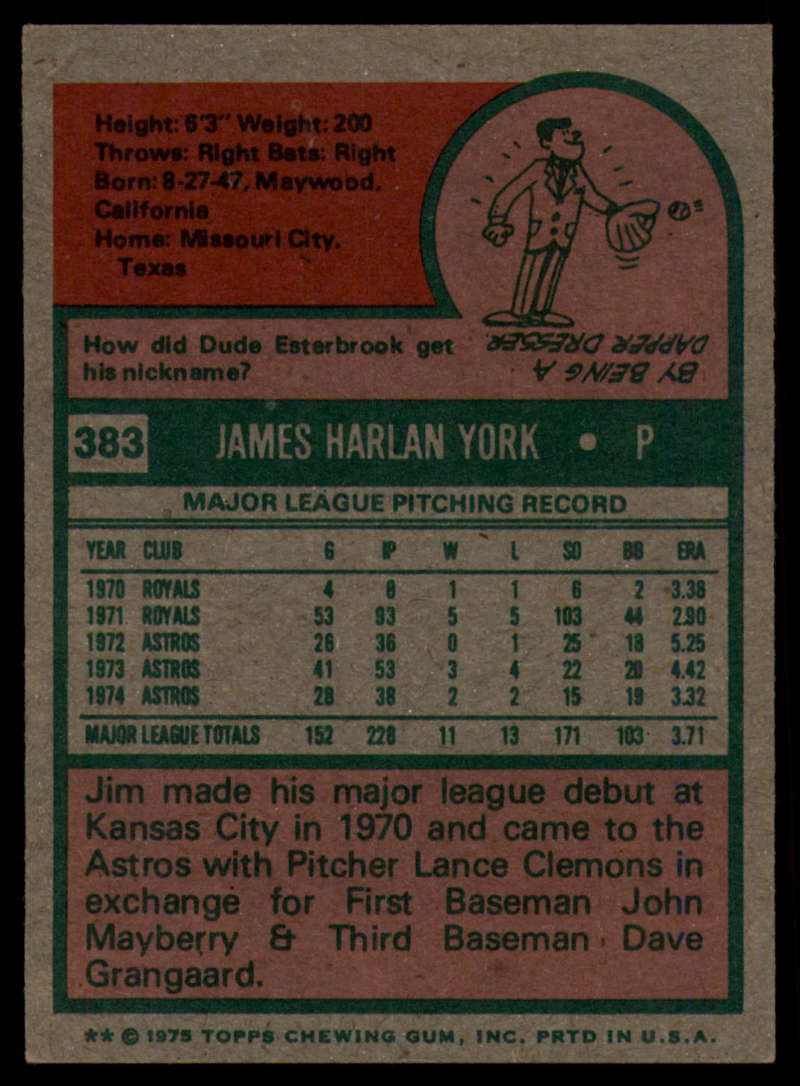 Height: 6'3" Weight: 200
Throws: Right Bats: Right
Born: 8-27-47, Maywood,
California
Home: Missouri City,
Texas
How did Dude Esterbrook get
his nickname?
BY BEING A
DAPPER DRESSER.
383 JAMES HARLAN YORK • P
MAJOR LEAGUE PITCHING RECORD
YEAR CLUB G IP W L SO BB ERA
1970 ROYALS 4 8 1 1 6 2 3.38
1971 ROYALS 53 93 5 5 103 44 2.90
1972 ASTROS 26 36 0 1 25 18 5.25
1973 ASTROS 41 53 3 4 22 20 4.42
1974 ASTROS 28 38 2 2 15 19 3.32
MAJOR LEAGUE TOTALS 152 228 11 13 171 103 3.71
Jim made his major league debut at
Kansas City in 1970 and came to the
Astros with Pitcher Lance Clemons in
exchange for First Baseman John
Mayberry & Third Baseman Dave
Grangaard.
** © 1975 TOPPS CHEWING GUM, INC. PRTD IN U.S.A.